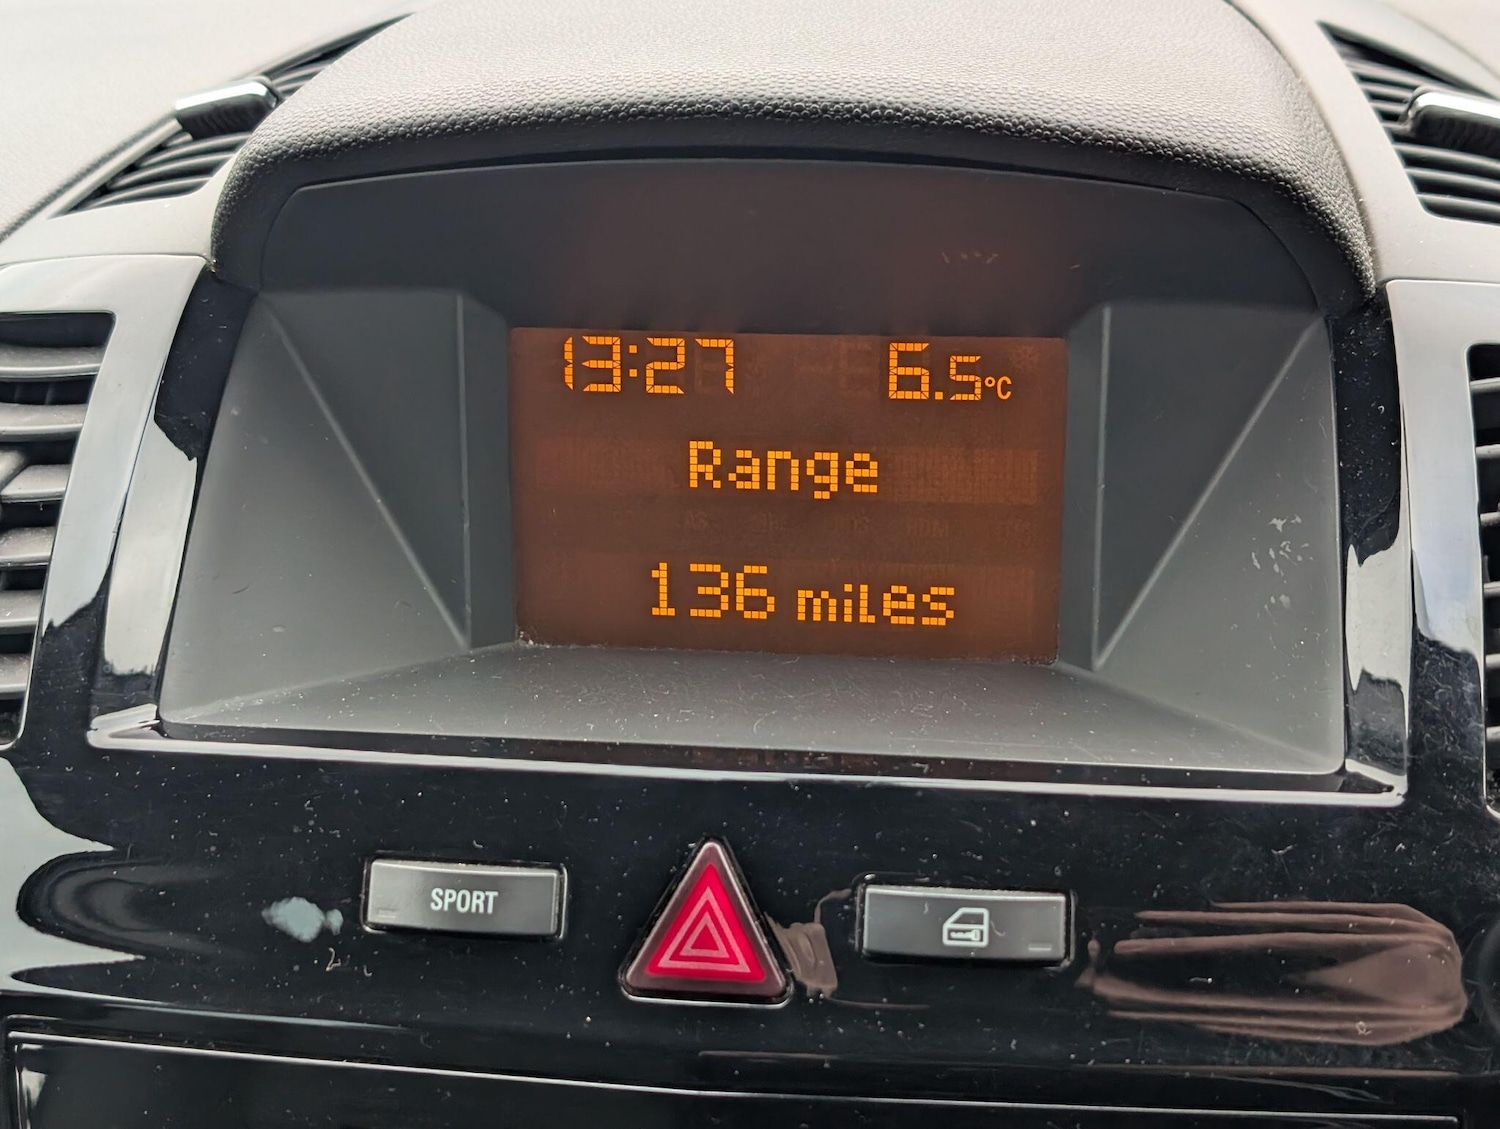 13:27 6.5°C
Range
136 miles
SPORT